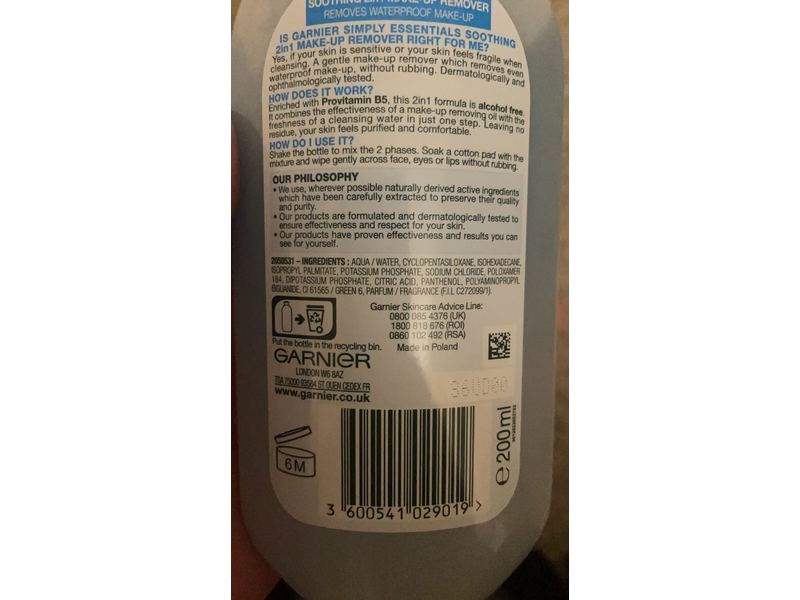 SOOTHING 2in1 MAKE-UP REMOVER
REMOVES WATERPROOF MAKE-UP
IS GARNIER SIMPLY ESSENTIALS SOOTHING
2in1 MAKE-UP REMOVER RIGHT FOR ME?
Yes, if your skin is sensitive or your skin feels fragile when
cleansing. A gentle make-up remover which removes even
waterproof make-up, without rubbing. Dermatologically and
ophthalmologically tested.
HOW DOES IT WORK?
Enriched with Provitamin B5, this 2in1 formula is alcohol free.
It combines the effectiveness of a make-up removing oil with the
freshness of a cleansing water in just one step. Leaving no
residue, your skin feels purified and comfortable.
HOW DO I USE IT?
Shake the bottle to mix the 2 phases. Soak a cotton pad with the
mixture and wipe gently across face, eyes or lips without rubbing.
OUR PHILOSOPHY
• We use, wherever possible naturally derived active ingredients
which have been carefully extracted to preserve their quality
and purity.
• Our products are formulated and dermatologically tested to
ensure effectiveness and respect for your skin.
• Our products have proven effectiveness and results you can
see for yourself.
2050531 – INGREDIENTS : AQUA / WATER, CYCLOPENTASILOXANE, ISOHEXADECANE,
ISOPROPYL PALMITATE, POTASSIUM PHOSPHATE, SODIUM CHLORIDE, POLOXAMER
184, DIPOTASSIUM PHOSPHATE, CITRIC ACID, PANTHENOL, POLYAMINOPROPYL
BIGUANIDE, CI 61565 / GREEN 6, PARFUM / FRAGRANCE (F.I.L C272099/1).
Garnier Skincare Advice Line:
0800 085 4376 (UK)
1800 818 676 (ROI)
0860 102 492 (RSA)
Made in Poland
Put the bottle in the recycling bin.
GARNIER
LONDON W6 8AZ
TSA 75000 93584 ST. OUEN CEDEX FR
www.garnier.co.uk
36UD00
6M
e 200 ml
3 600541 029019 >